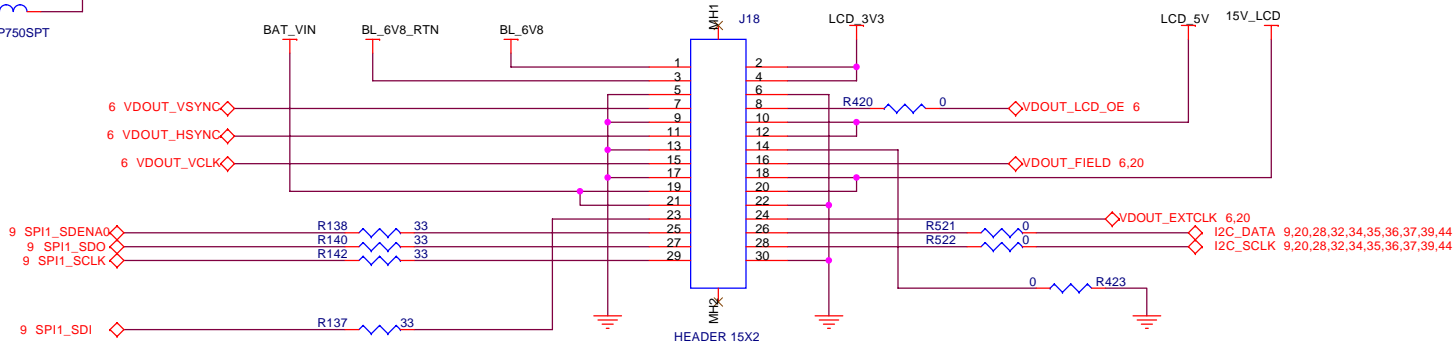 P750SPT
BAT_VIN BL_6V8_RTN BL_6V8 MH1 J18 LCD_3V3 LCD_5V 15V_LCD
1 2
3 4
5 6
6 VDOUT_VSYNC 7 8 R420 0 VDOUT_LCD_OE 6
9 10
6 VDOUT_HSYNC 11 12
13 14
6 VDOUT_VCLK 15 16 VDOUT_FIELD 6,20
17 18
19 20
21 22
23 24 VDOUT_EXTCLK 6,20
9 SPI1_SDENA0 R138 33 25 26 R521 0 I2C_DATA 9,20,28,32,34,35,36,37,39,44
9 SPI1_SDO R140 33 27 28 R522 0 I2C_SCLK 9,20,28,32,34,35,36,37,39,44
9 SPI1_SCLK R142 33 29 30
0 R423
MH2
9 SPI1_SDI R137 33
HEADER 15X2